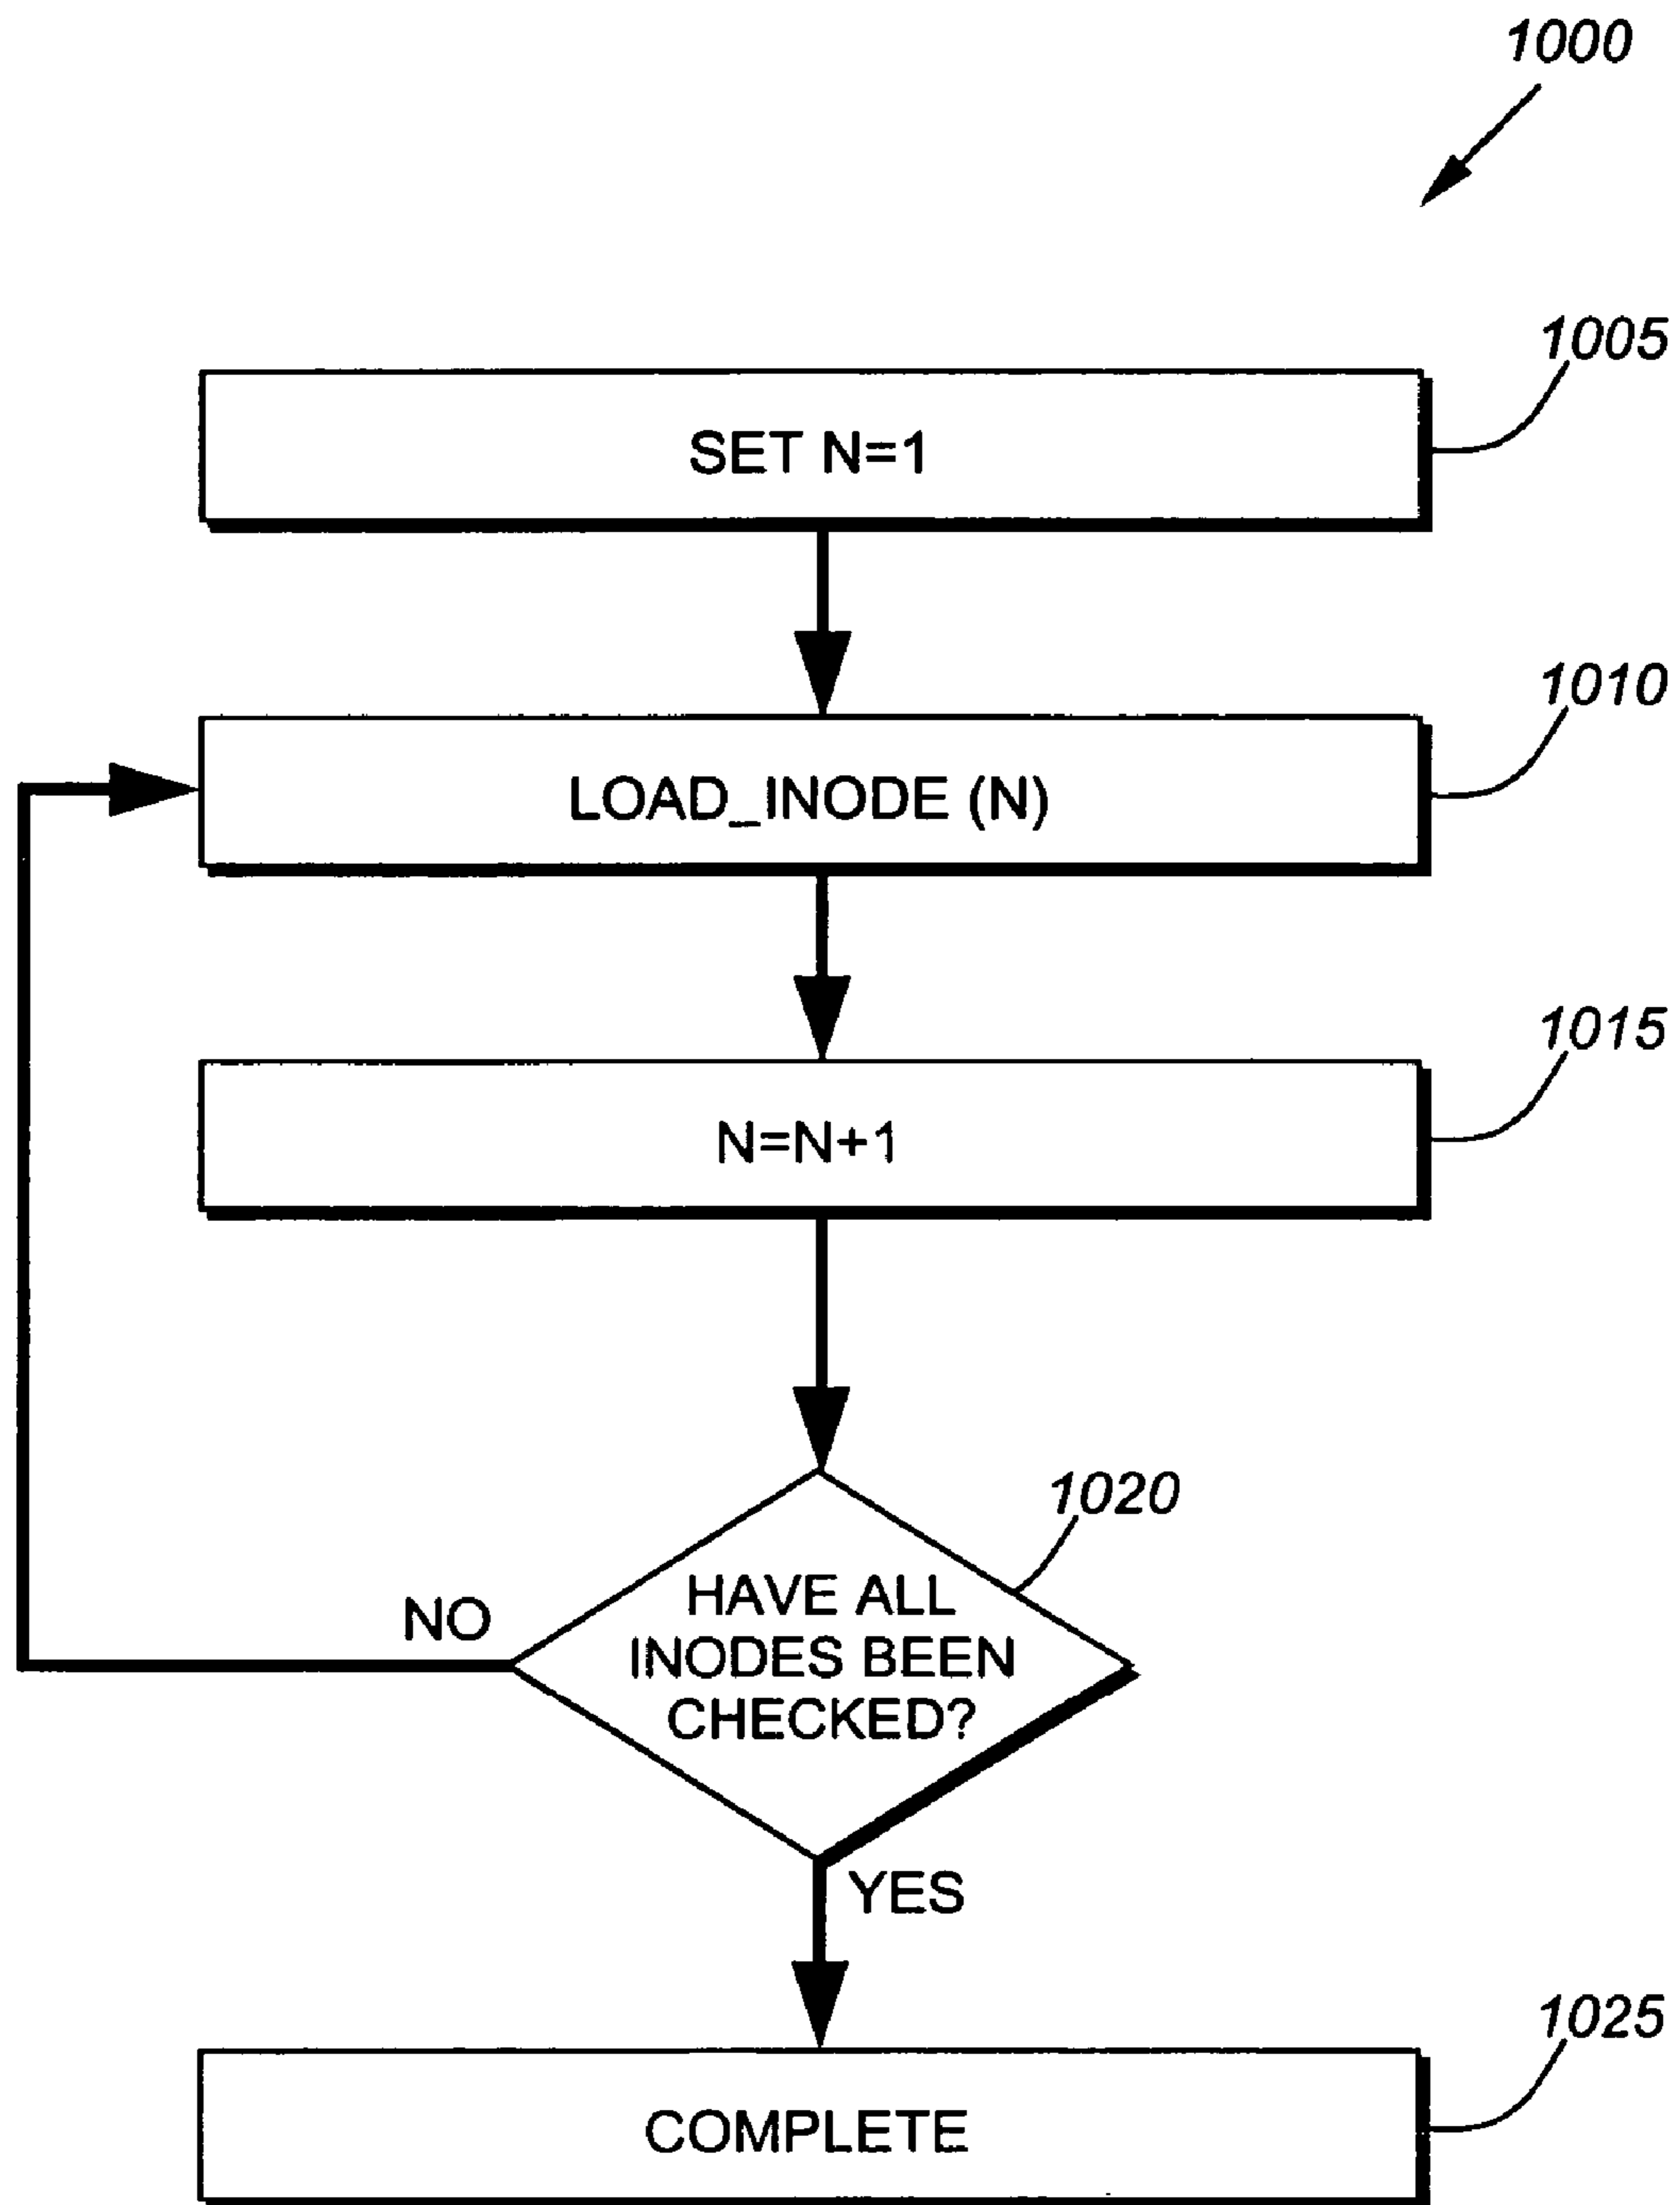 1000
1005
SET N=1
1010
LOAD_INODE (N)
1015
N=N+1
1020
HAVE ALL
INODES BEEN
CHECKED?
NO
YES
1025
COMPLETE